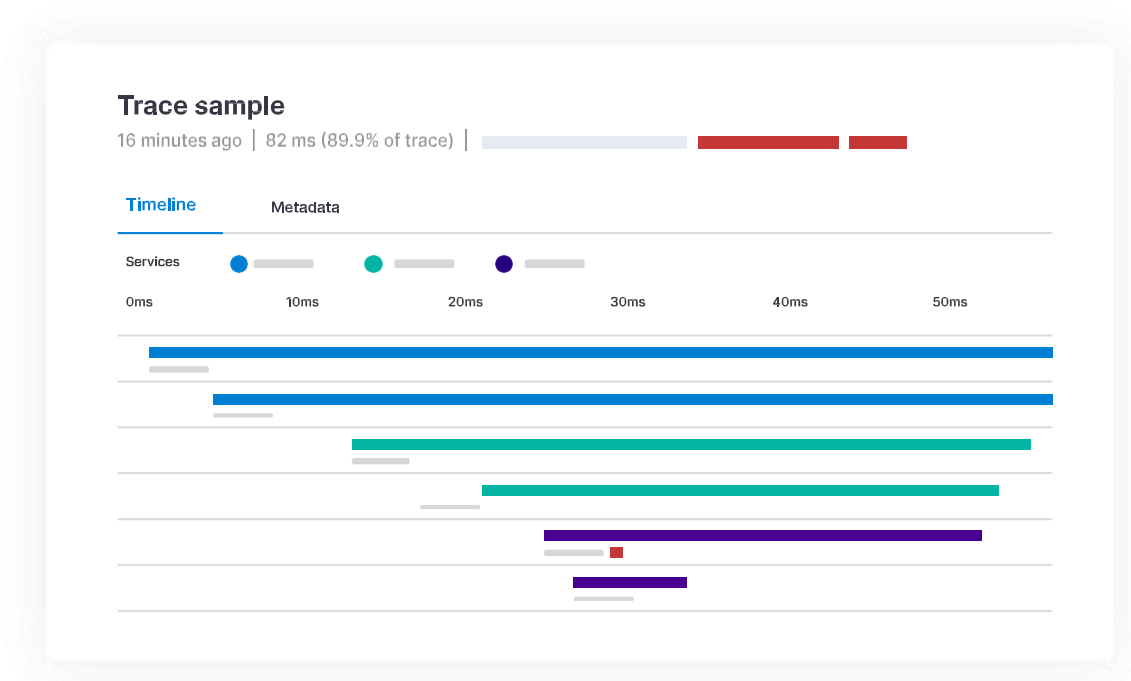 Trace sample
16 minutes ago | 82 ms (89.9% of trace) |
Timeline Metadata
Services
0ms 10ms 20ms 30ms 40ms 50ms